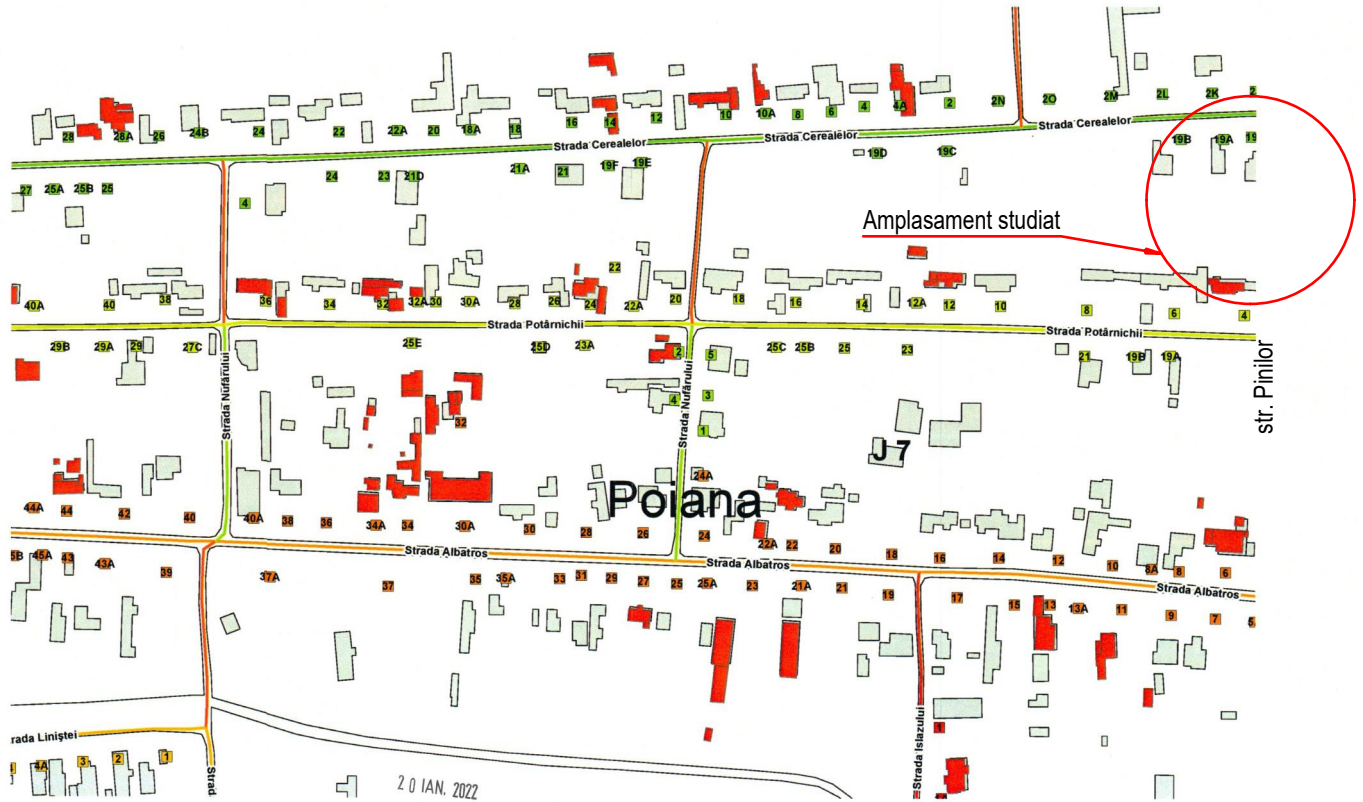 2N 2O 2M 2L 2K 2
28 28A 26 24B 24 22 22A 20 18A 18 16 14 12 10 10A 8 6 4 4A 2
Strada Cerealelor
Strada Cerealelor
Strada Cerealelor
27 25A 25B 25 4 24 23 21D 21A 21 19F 19E 19D 19C 19B 19A 19
Amplasament studiat
40A 40 38 36 34 32 32A 30 30A 28 26 24 22 22A 20 18 16 14 12A 12 10 8 6 4
Strada Potârnichii
Strada Potârnichii
29B 29A 29 27C 25E 25D 23A 2 5 25C 25B 25 23 21 19B 19A
str. Pinilor
Strada Nufărului
Strada Nufărului
4 3 1
32
J 7
24A
Poiana
44A 44 42 40 40A 38 36 34A 34 30A 30 28 26 24 22A 22 20 18 16 14 12 10 8A 8 6
Strada Albatros
Strada Albatros
Strada Albatros
5B 45A 43 43A 39 37A 37 35 35A 33 31 29 27 25 25A 23 21A 21 19 17 15 13 13A 11 9 7 5
Strada Islazului
1
rada Liniştei
4A 3 2 1
Strad
2 0 IAN. 2022